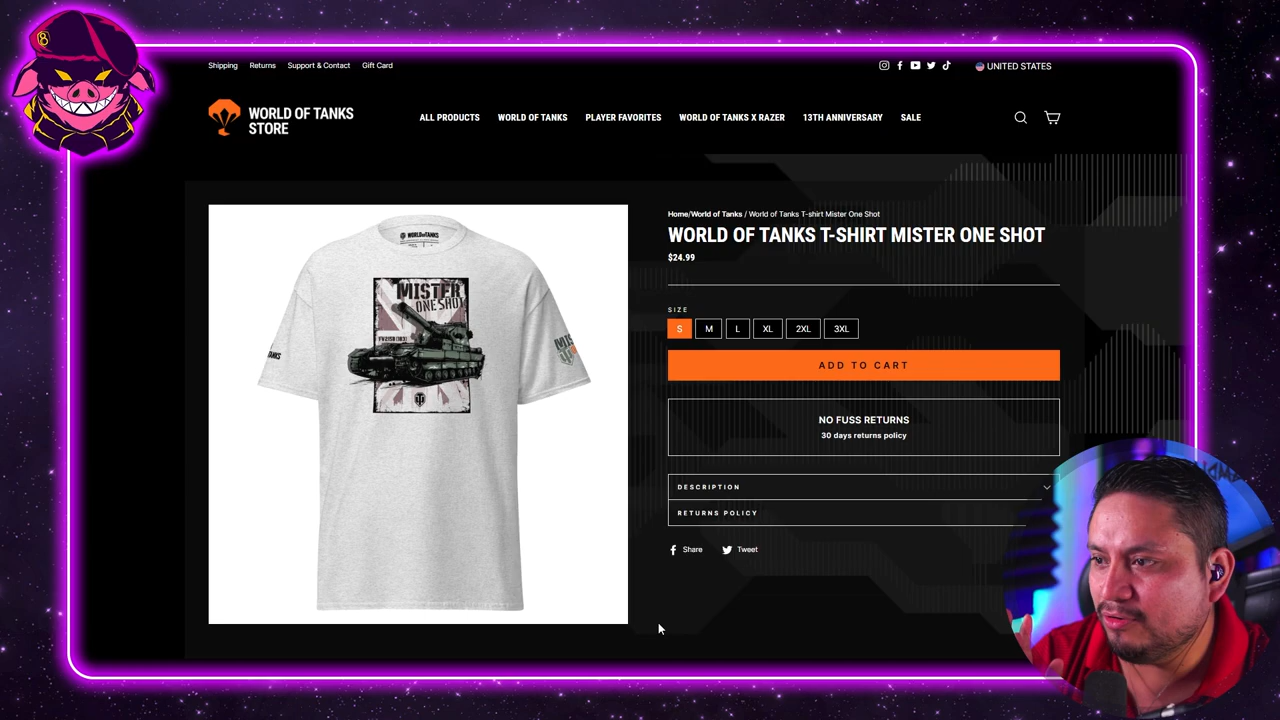 Shipping Returns Support & Contact Gift Card
UNITED STATES
WORLD OF TANKS
STORE
ALL PRODUCTS WORLD OF TANKS PLAYER FAVORITES WORLD OF TANKS X RAZER 13TH ANNIVERSARY SALE
Home/World of Tanks / World of Tanks T-shirt Mister One Shot
WORLD OF TANKS T-SHIRT MISTER ONE SHOT
$24.99
SIZE
S M L XL 2XL 3XL
ADD TO CART
NO FUSS RETURNS
30 days returns policy
DESCRIPTION
RETURNS POLICY
Share Tweet
WORLD OF TANKS
MISTER
ONE SHOT